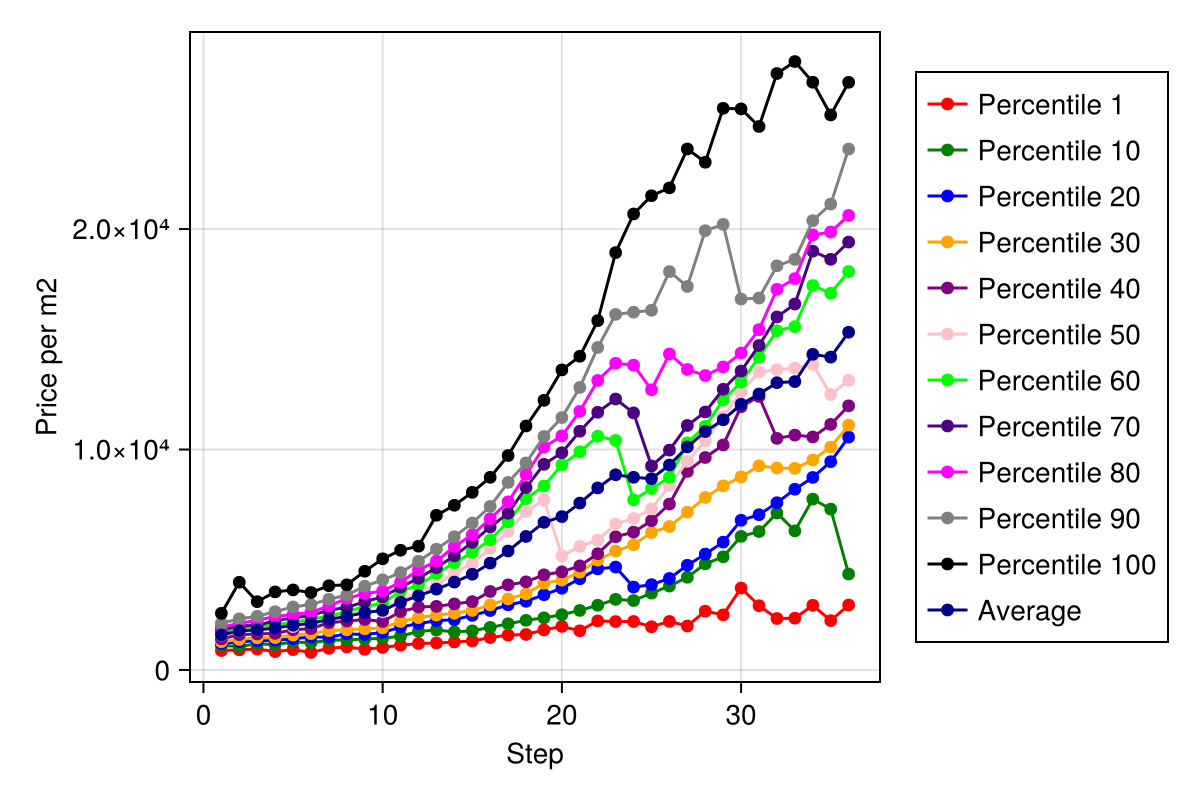 Price per m2
2.0×10⁴
1.0×10⁴
0
0
10
20
30
Step
Percentile 1
Percentile 10
Percentile 20
Percentile 30
Percentile 40
Percentile 50
Percentile 60
Percentile 70
Percentile 80
Percentile 90
Percentile 100
Average